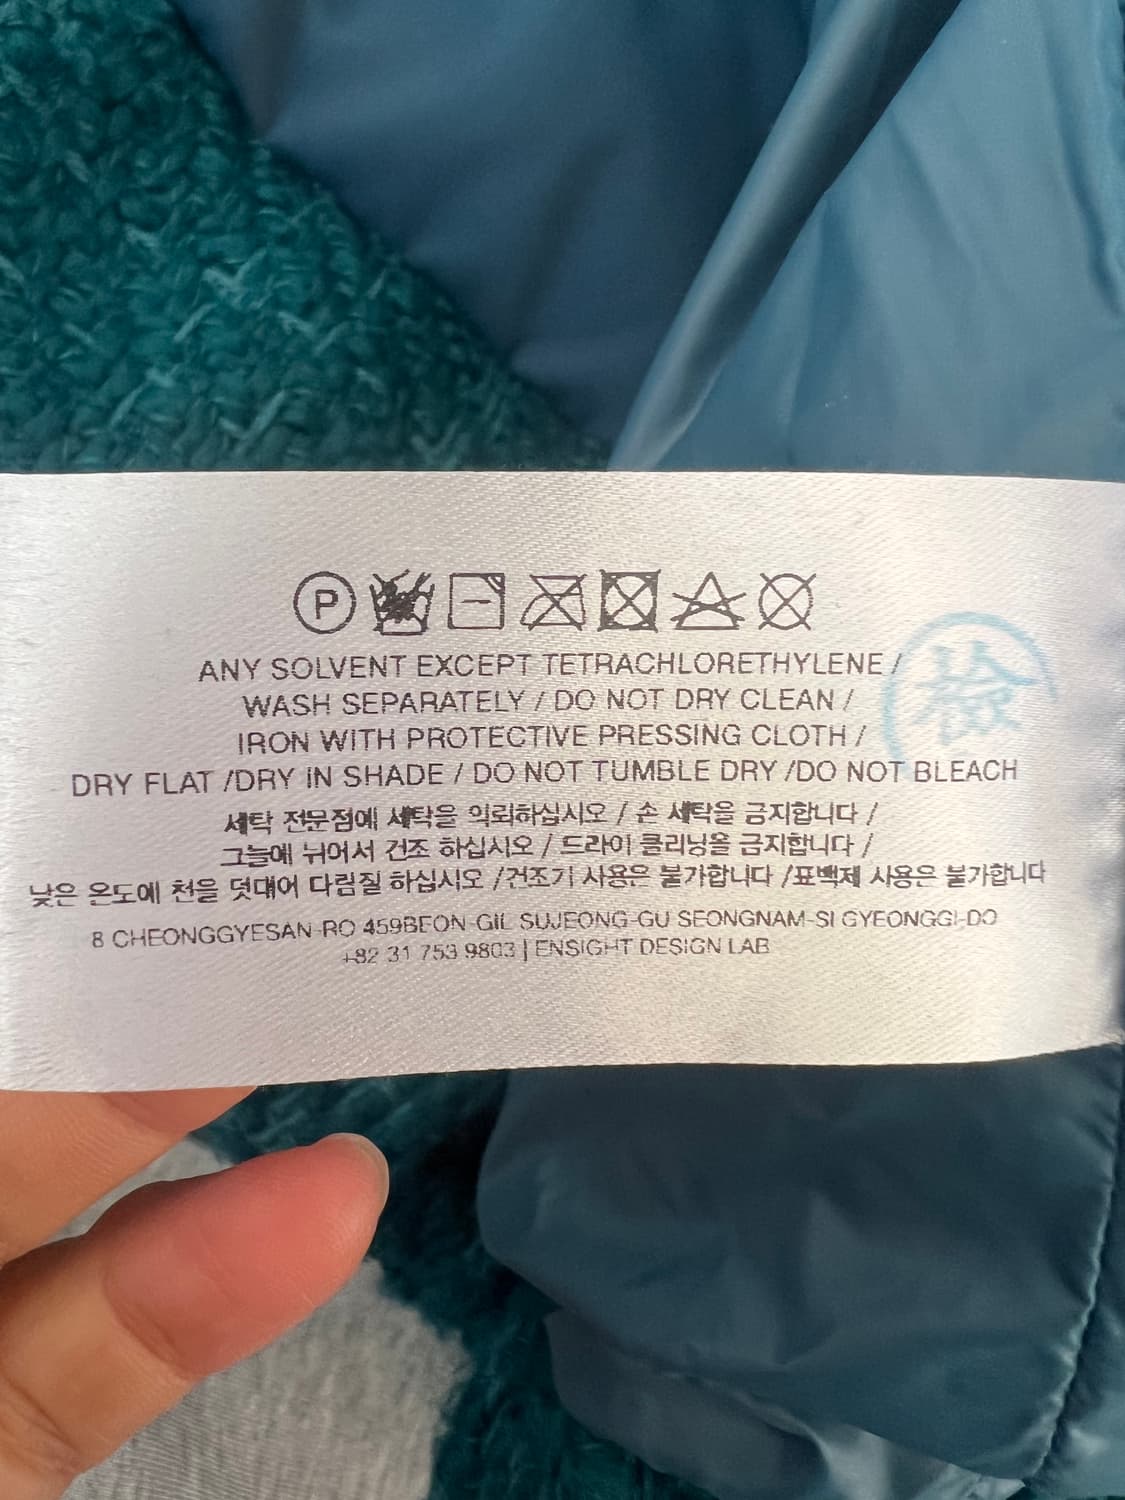 P
ANY SOLVENT EXCEPT TETRACHLORETHYLENE /
WASH SEPARATELY / DO NOT DRY CLEAN /
IRON WITH PROTECTIVE PRESSING CLOTH /
DRY FLAT /DRY IN SHADE / DO NOT TUMBLE DRY /DO NOT BLEACH
세탁 전문점에 세탁을 의뢰하십시오 / 손 세탁을 금지합니다 /
그늘에 뉘어서 건조 하십시오 / 드라이 클리닝을 금지합니다 /
낮은 온도에 천을 덧대어 다림질 하십시오 /건조기 사용은 불가합니다 /표백제 사용은 불가합니다
8 CHEONGGYESAN-RO 459BEON-GIL SUJEONG-GU SEONGNAM-SI GYEONGGI-DO
+82 31 753 9803 | ENSIGHT DESIGN LAB
檢